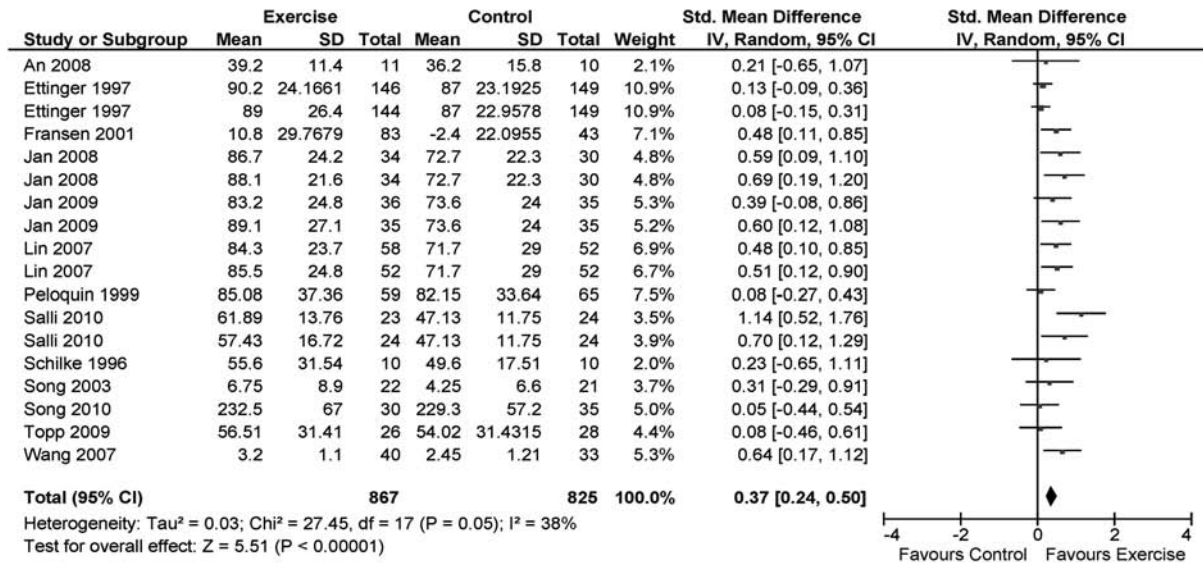 Exercise Control Std. Mean Difference Std. Mean Difference
Study or Subgroup Mean SD Total Mean SD Total Weight IV, Random, 95% CI IV, Random, 95% CI
An 2008 39.2 11.4 11 36.2 15.8 10 2.1% 0.21 [-0.65, 1.07]
Ettinger 1997 90.2 24.1661 146 87 23.1925 149 10.9% 0.13 [-0.09, 0.36]
Ettinger 1997 89 26.4 144 87 22.9578 149 10.9% 0.08 [-0.15, 0.31]
Fransen 2001 10.8 29.7679 83 -2.4 22.0955 43 7.1% 0.48 [0.11, 0.85]
Jan 2008 86.7 24.2 34 72.7 22.3 30 4.8% 0.59 [0.09, 1.10]
Jan 2008 88.1 21.6 34 72.7 22.3 30 4.8% 0.69 [0.19, 1.20]
Jan 2009 83.2 24.8 36 73.6 24 35 5.3% 0.39 [-0.08, 0.86]
Jan 2009 89.1 27.1 35 73.6 24 35 5.2% 0.60 [0.12, 1.08]
Lin 2007 84.3 23.7 58 71.7 29 52 6.9% 0.48 [0.10, 0.85]
Lin 2007 85.5 24.8 52 71.7 29 52 6.7% 0.51 [0.12, 0.90]
Peloquin 1999 85.08 37.36 59 82.15 33.64 65 7.5% 0.08 [-0.27, 0.43]
Salli 2010 61.89 13.76 23 47.13 11.75 24 3.5% 1.14 [0.52, 1.76]
Salli 2010 57.43 16.72 24 47.13 11.75 24 3.9% 0.70 [0.12, 1.29]
Schilke 1996 55.6 31.54 10 49.6 17.51 10 2.0% 0.23 [-0.65, 1.11]
Song 2003 6.75 8.9 22 4.25 6.6 21 3.7% 0.31 [-0.29, 0.91]
Song 2010 232.5 67 30 229.3 57.2 35 5.0% 0.05 [-0.44, 0.54]
Topp 2009 56.51 31.41 26 54.02 31.4315 28 4.4% 0.08 [-0.46, 0.61]
Wang 2007 3.2 1.1 40 2.45 1.21 33 5.3% 0.64 [0.17, 1.12]
Total (95% CI) 867 825 100.0% 0.37 [0.24, 0.50]
Heterogeneity: Tau² = 0.03; Chi² = 27.45, df = 17 (P = 0.05); I² = 38%
Test for overall effect: Z = 5.51 (P < 0.00001)
-4 -2 0 2 4
Favours Control Favours Exercise